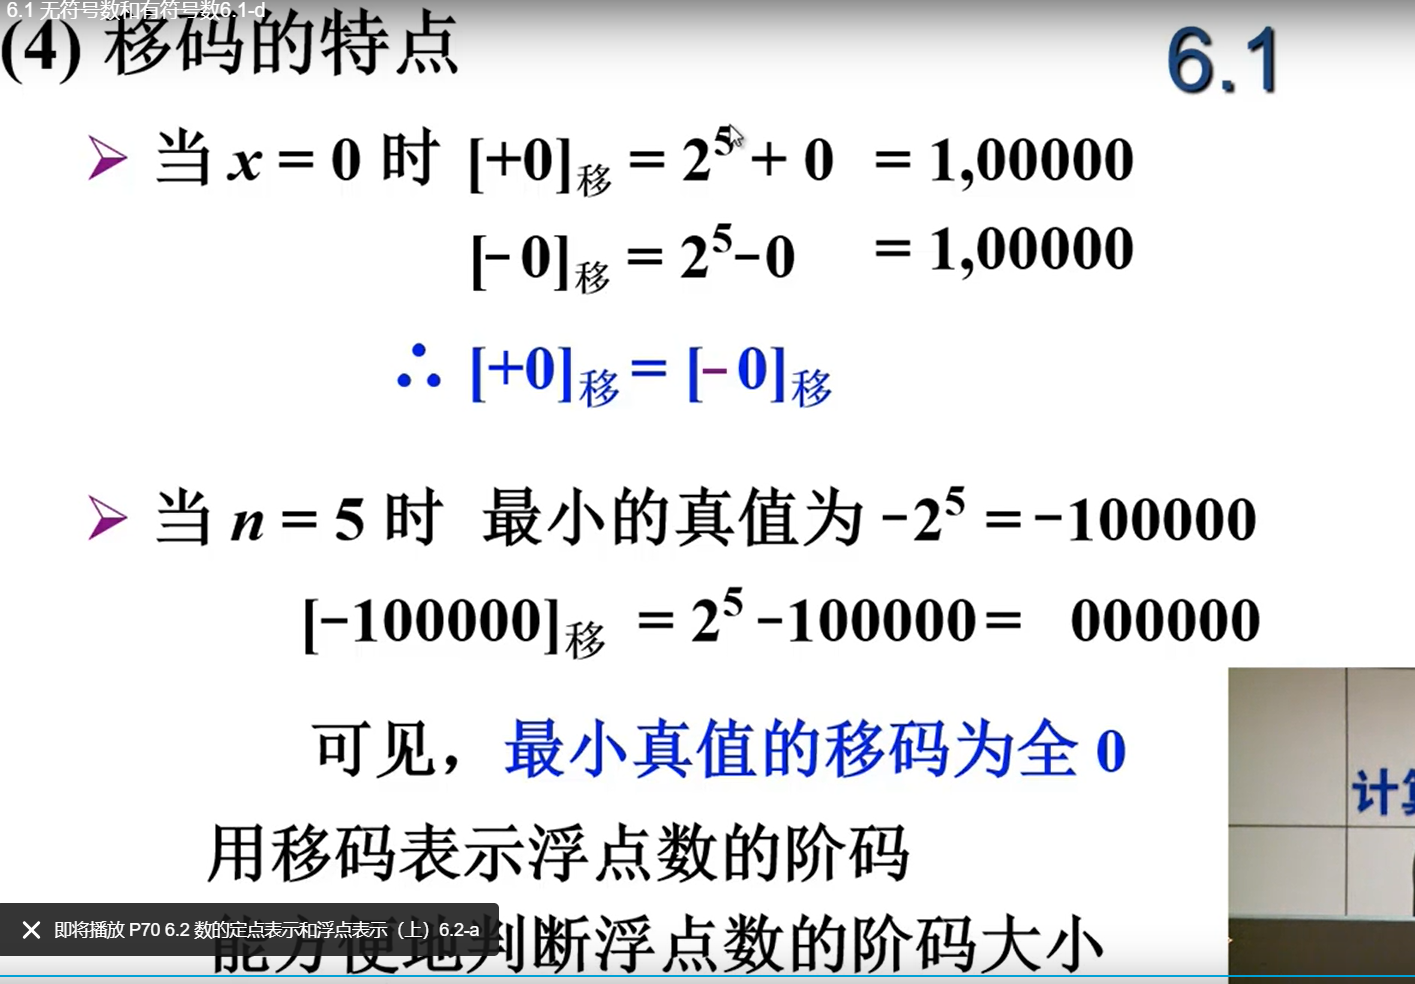 6.1 无符号数和有符号数6.1-d
(4) 移码的特点
6.1
当 x = 0 时 [+0]移 = 2^5 + 0 = 1,00000
[-0]移 = 2^5-0 = 1,00000
∴ [+0]移 = [-0]移
当 n = 5 时 最小的真值为 -2^5 = -100000
[-100000]移 = 2^5 -100000 = 000000
可见，最小真值的移码为全 0
用移码表示浮点数的阶码
能方便地判断浮点数的阶码大小
即将播放 P70 6.2 数的定点表示和浮点表示（上）6.2-a
计